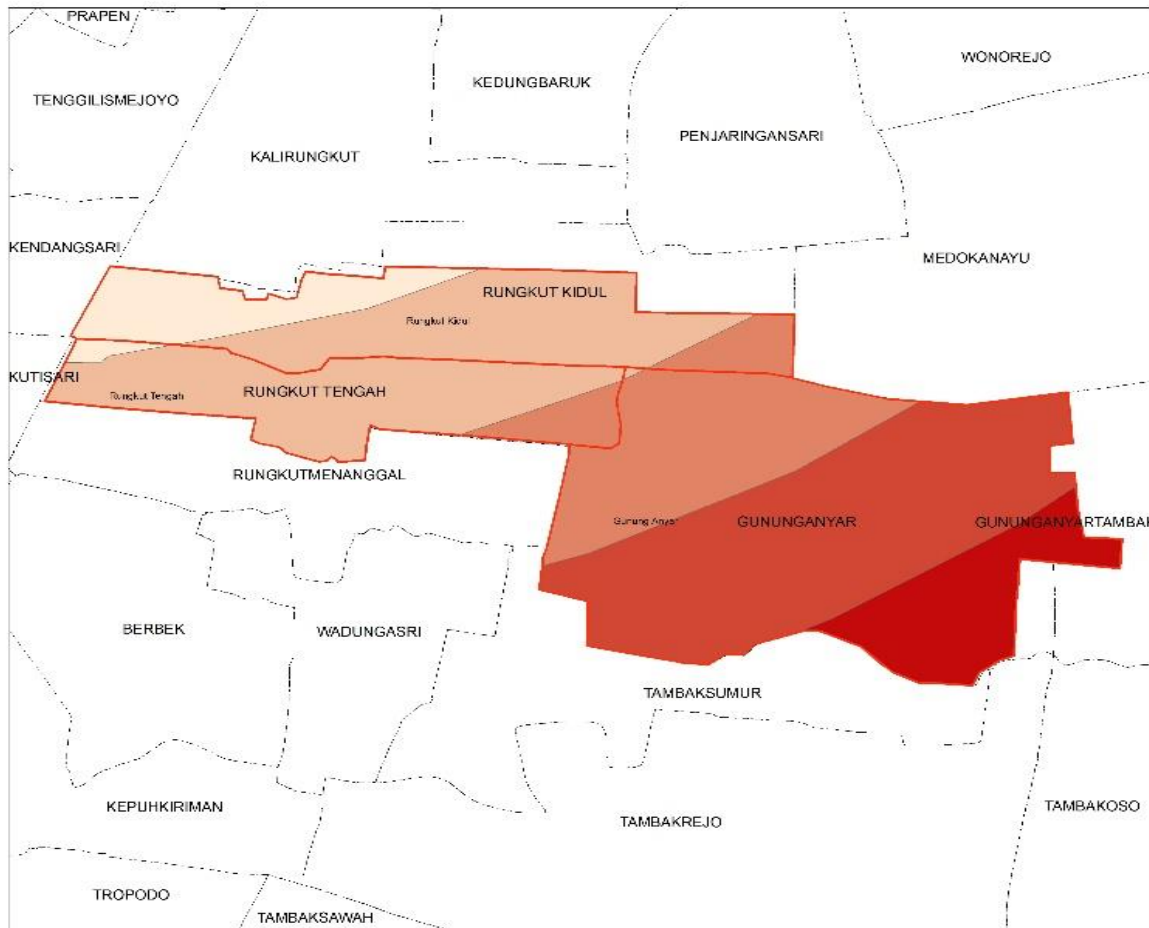 PRAPEN
WONOREJO
KEDUNGBARUK
TENGGILISMEJOYO
PENJARINGANSARI
KALIRUNGKUT
KENDANGSARI
MEDOKANAYU
RUNGKUT KIDUL
Rungkut Kidul
KUTISARI
RUNGKUT TENGAH
Rungkut Tengah
RUNGKUTMENANGGAL
Gunung Anyar
GUNUNGANYAR
GUNUNGANYARTAMBAK
BERBEK
WADUNGASRI
TAMBAKSUMUR
KEPUHKIRIMAN
TAMBAKREJO
TAMBAKOSO
TROPODO
TAMBAKSAWAH